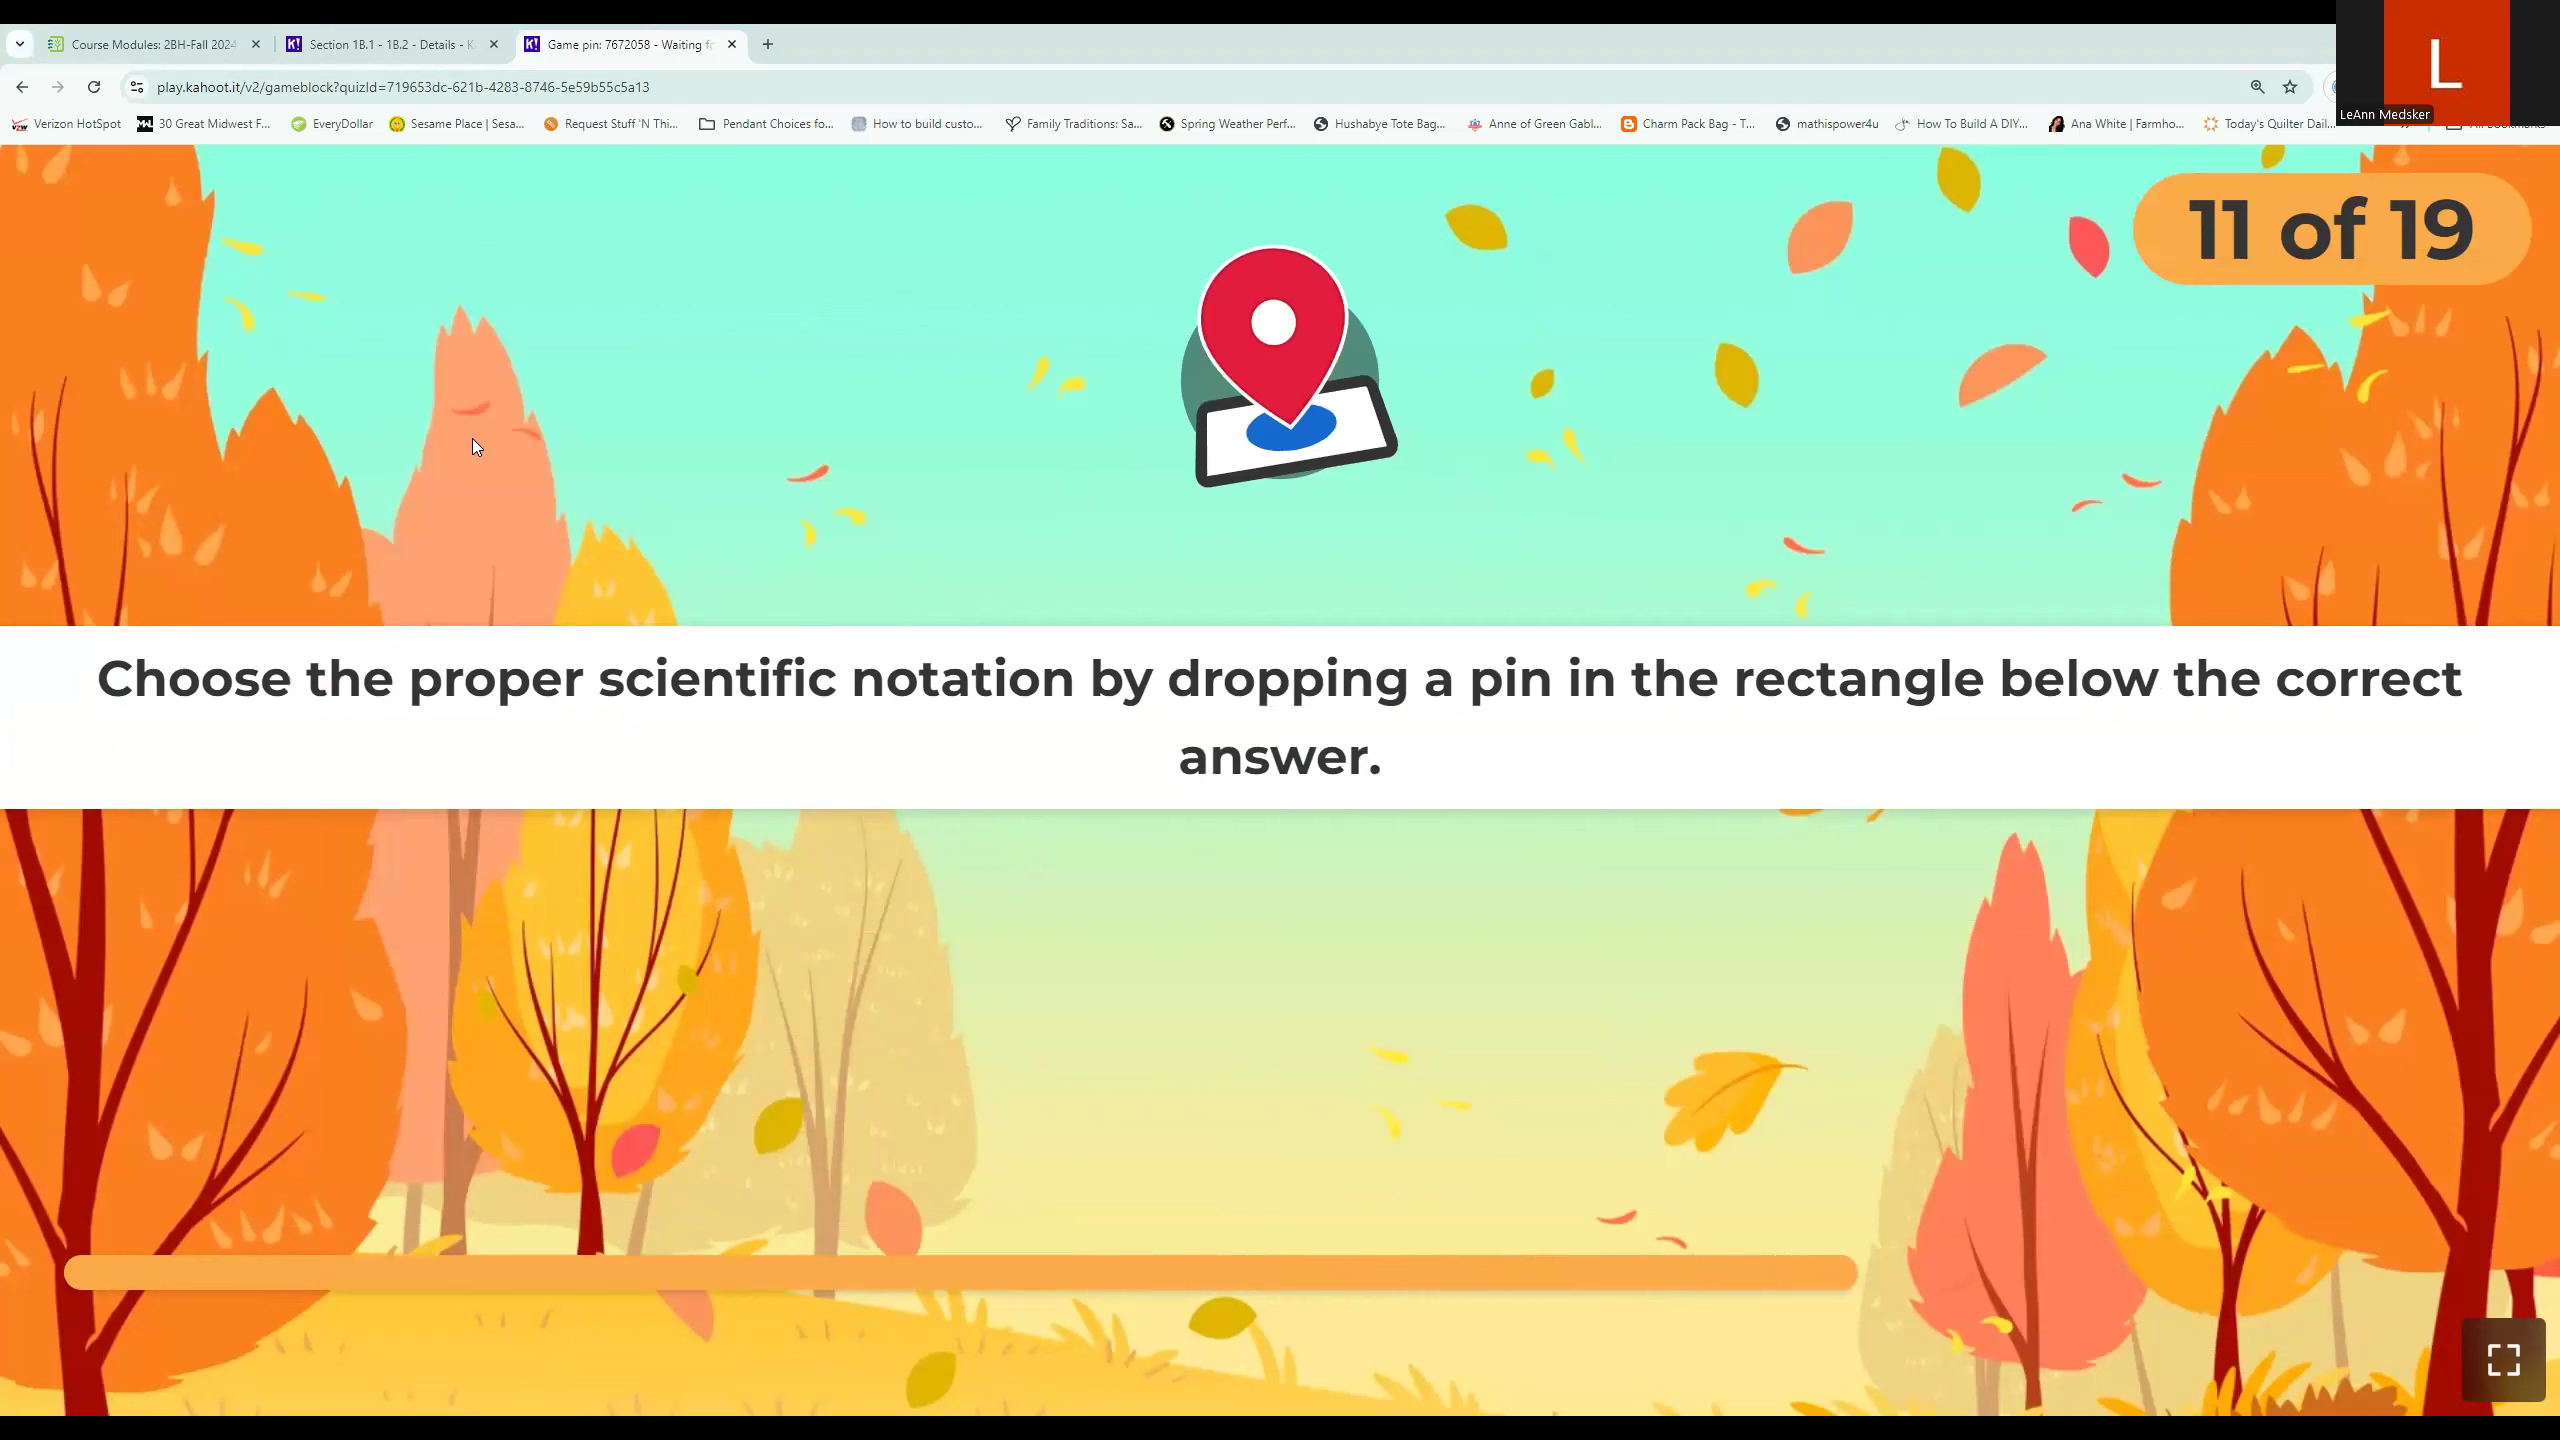 Course Modules: 2BH-Fall 2024
Section 1B.1 - 1B.2 - Details - K
Game pin: 7672058 - Waiting fo
L
play.kahoot.it/v2/gameblock?quizId=719653dc-621b-4283-8746-5e59b55c5a13
LeAnn Medsker
Verizon HotSpot
30 Great Midwest F...
EveryDollar
Sesame Place | Sesa...
Request Stuff 'N Thi...
Pendant Choices fo...
How to build custo...
Family Traditions: Sa...
Spring Weather Perf...
Hushabye Tote Bag...
Anne of Green Gabl...
Charm Pack Bag - T...
mathispower4u
How To Build A DIY...
Ana White | Farmho...
Today's Quilter Dail...
11 of 19
Choose the proper scientific notation by dropping a pin in the rectangle below the correct
answer.